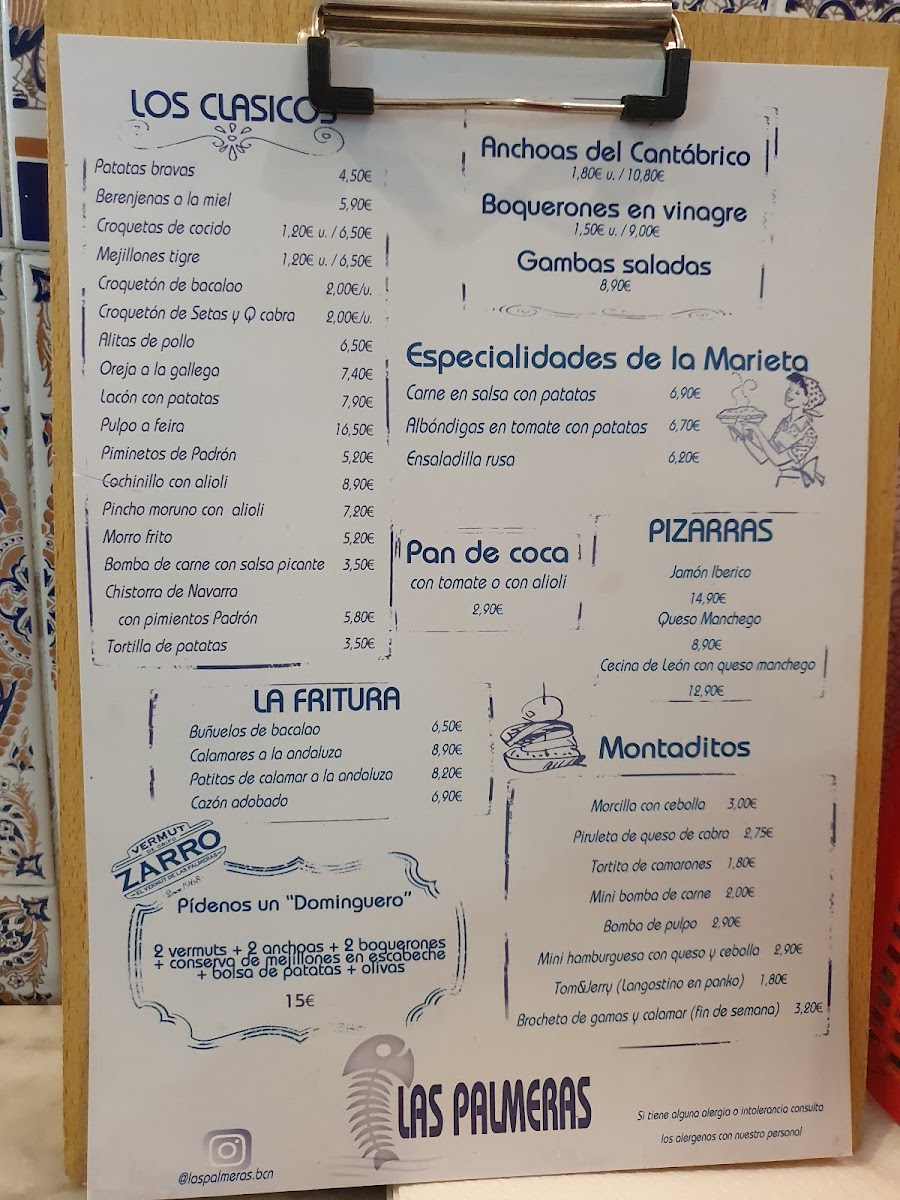 LOS CLASICOS
Patatas bravas 4,50€
Berenjenas a la miel 5,90€
Croquetas de cocido 1,20€ u. / 6,50€
Mejillones tigre 1,20€ u. / 6,50€
Croquetón de bacalao 2,00€/u.
Croquetón de Setas y Q cabra 2,00€/u.
Alitas de pollo 6,50€
Oreja a la gallega 7,40€
Lacón con patatas 7,90€
Pulpo a feira 16,50€
Piminetos de Padrón 5,20€
Cochinillo con alioli 8,90€
Pincho moruno con alioli 7,20€
Morro frito 5,20€
Bomba de carne con salsa picante 3,50€
Chistorra de Navarra
con pimientos Padrón 5,80€
Tortilla de patatas 3,50€
Anchoas del Cantábrico
1,80€ u. / 10,80€
Boquerones en vinagre
1,50€ u. / 9,00€
Gambas saladas
8,90€
Especialidades de la Marieta
Carne en salsa con patatas 6,90€
Albóndigas en tomate con patatas 6,70€
Ensaladilla rusa 6,20€
Pan de coca
con tomate o con alioli
2,90€
PIZARRAS
Jamón Iberico
14,90€
Queso Manchego
8,90€
Cecina de León con queso manchego
12,90€
LA FRITURA
Buñuelos de bacalao 6,50€
Calamares a la andaluza 8,90€
Patitas de calamar a la andaluza 8,20€
Cazón adobado 6,90€
Montaditos
Morcilla con cebolla 3,00€
Piruleta de queso de cabra 2,75€
Tortita de camarones 1,80€
Mini bomba de carne 2,00€
Bomba de pulpo 2,90€
Mini hamburguesa con queso y cebolla 2,90€
Tom&Jerry (langostino en panko) 1,80€
Brocheta de gamas y calamar (fin de semana) 3,20€
VERMUT
DE GRIFO
ZARRO
EL VERMUT DE LAS PALMERAS
Since 1968
Pídenos un "Dominguero"
2 vermuts + 2 anchoas + 2 boquerones
+ conserva de mejillones en escabeche
+ bolsa de patatas + olivas
15€
LAS PALMERAS
@laspalmeras.bcn
Si tiene alguna alergia o intolerancia consulta
los alergenos con nuestro personal